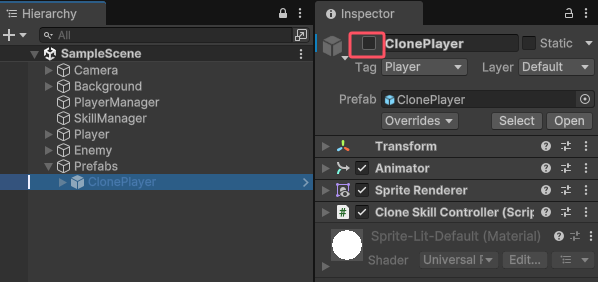 Hierarchy
All
SampleScene
Camera
Background
PlayerManager
SkillManager
Player
Enemy
Prefabs
ClonePlayer
Inspector
ClonePlayer
Static
Tag Player Layer Default
Prefab ClonePlayer
Overrides Select Open
Transform
Animator
Sprite Renderer
# Clone Skill Controller (Scrip
Sprite-Lit-Default (Material)
Shader Universal F Edit...